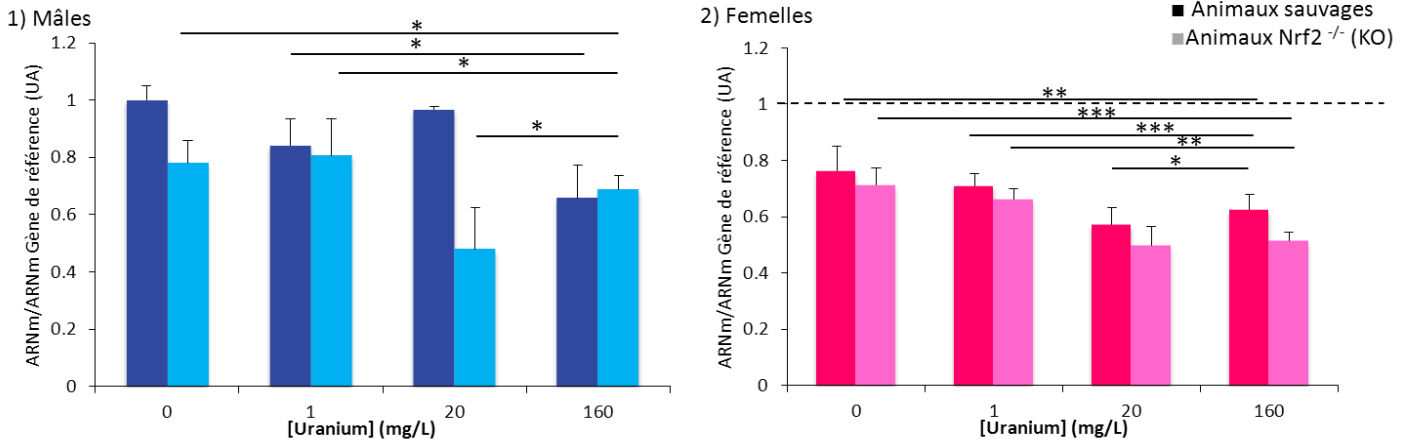 1) Mâles
ARNm/ARNm Gène de référence (UA)
1.2
1
0.8
0.6
0.4
0.2
0
*
*
*
*
0 1 20 160
[Uranium] (mg/L)
2) Femelles
Animaux sauvages
Animaux Nrf2 -/- (KO)
ARNm/ARNm Gène de référence (UA)
1.2
1
0.8
0.6
0.4
0.2
0
**
***
***
**
*
0 1 20 160
[Uranium] (mg/L)